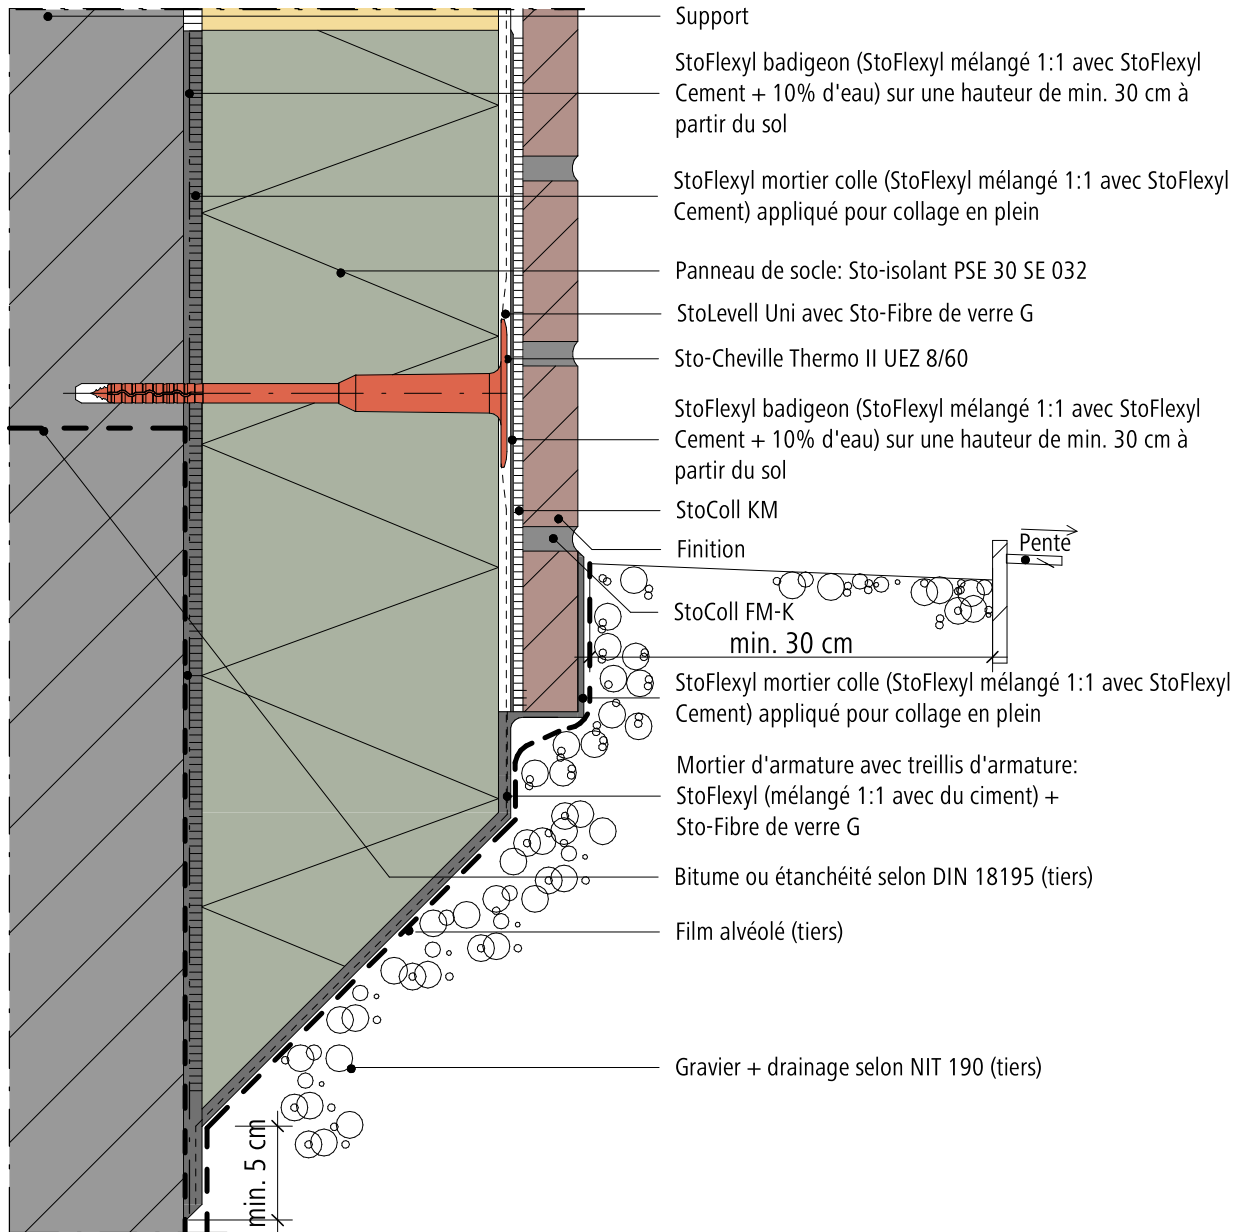 Support
StoFlexyl badigeon (StoFlexyl mélangé 1:1 avec StoFlexyl
Cement + 10% d'eau) sur une hauteur de min. 30 cm à
partir du sol
StoFlexyl mortier colle (StoFlexyl mélangé 1:1 avec StoFlexyl
Cement) appliqué pour collage en plein
Panneau de socle: Sto-isolant PSE 30 SE 032
StoLevell Uni avec Sto-Fibre de verre G
Sto-Cheville Thermo II UEZ 8/60
StoFlexyl badigeon (StoFlexyl mélangé 1:1 avec StoFlexyl
Cement + 10% d'eau) sur une hauteur de min. 30 cm à
partir du sol
StoColl KM
Finition
Pente
StoColl FM-K
min. 30 cm
StoFlexyl mortier colle (StoFlexyl mélangé 1:1 avec StoFlexyl
Cement) appliqué pour collage en plein
Mortier d'armature avec treillis d'armature:
StoFlexyl (mélangé 1:1 avec du ciment) +
Sto-Fibre de verre G
Bitume ou étanchéité selon DIN 18195 (tiers)
Film alvéolé (tiers)
Gravier + drainage selon NIT 190 (tiers)
min. 5 cm